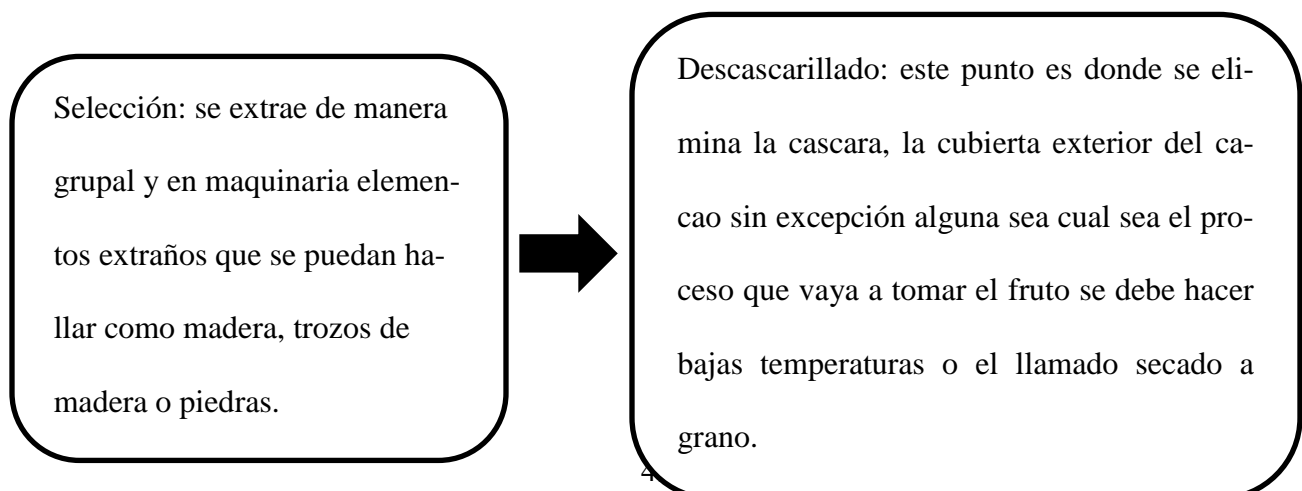 Selección: se extrae de manera
grupal y en maquinaria elemen-
tos extraños que se puedan ha-
llar como madera, trozos de
madera o piedras.
Descascarillado: este punto es donde se eli-
mina la cascara, la cubierta exterior del ca-
cao sin excepción alguna sea cual sea el pro-
ceso que vaya a tomar el fruto se debe hacer
bajas temperaturas o el llamado secado a
grano.